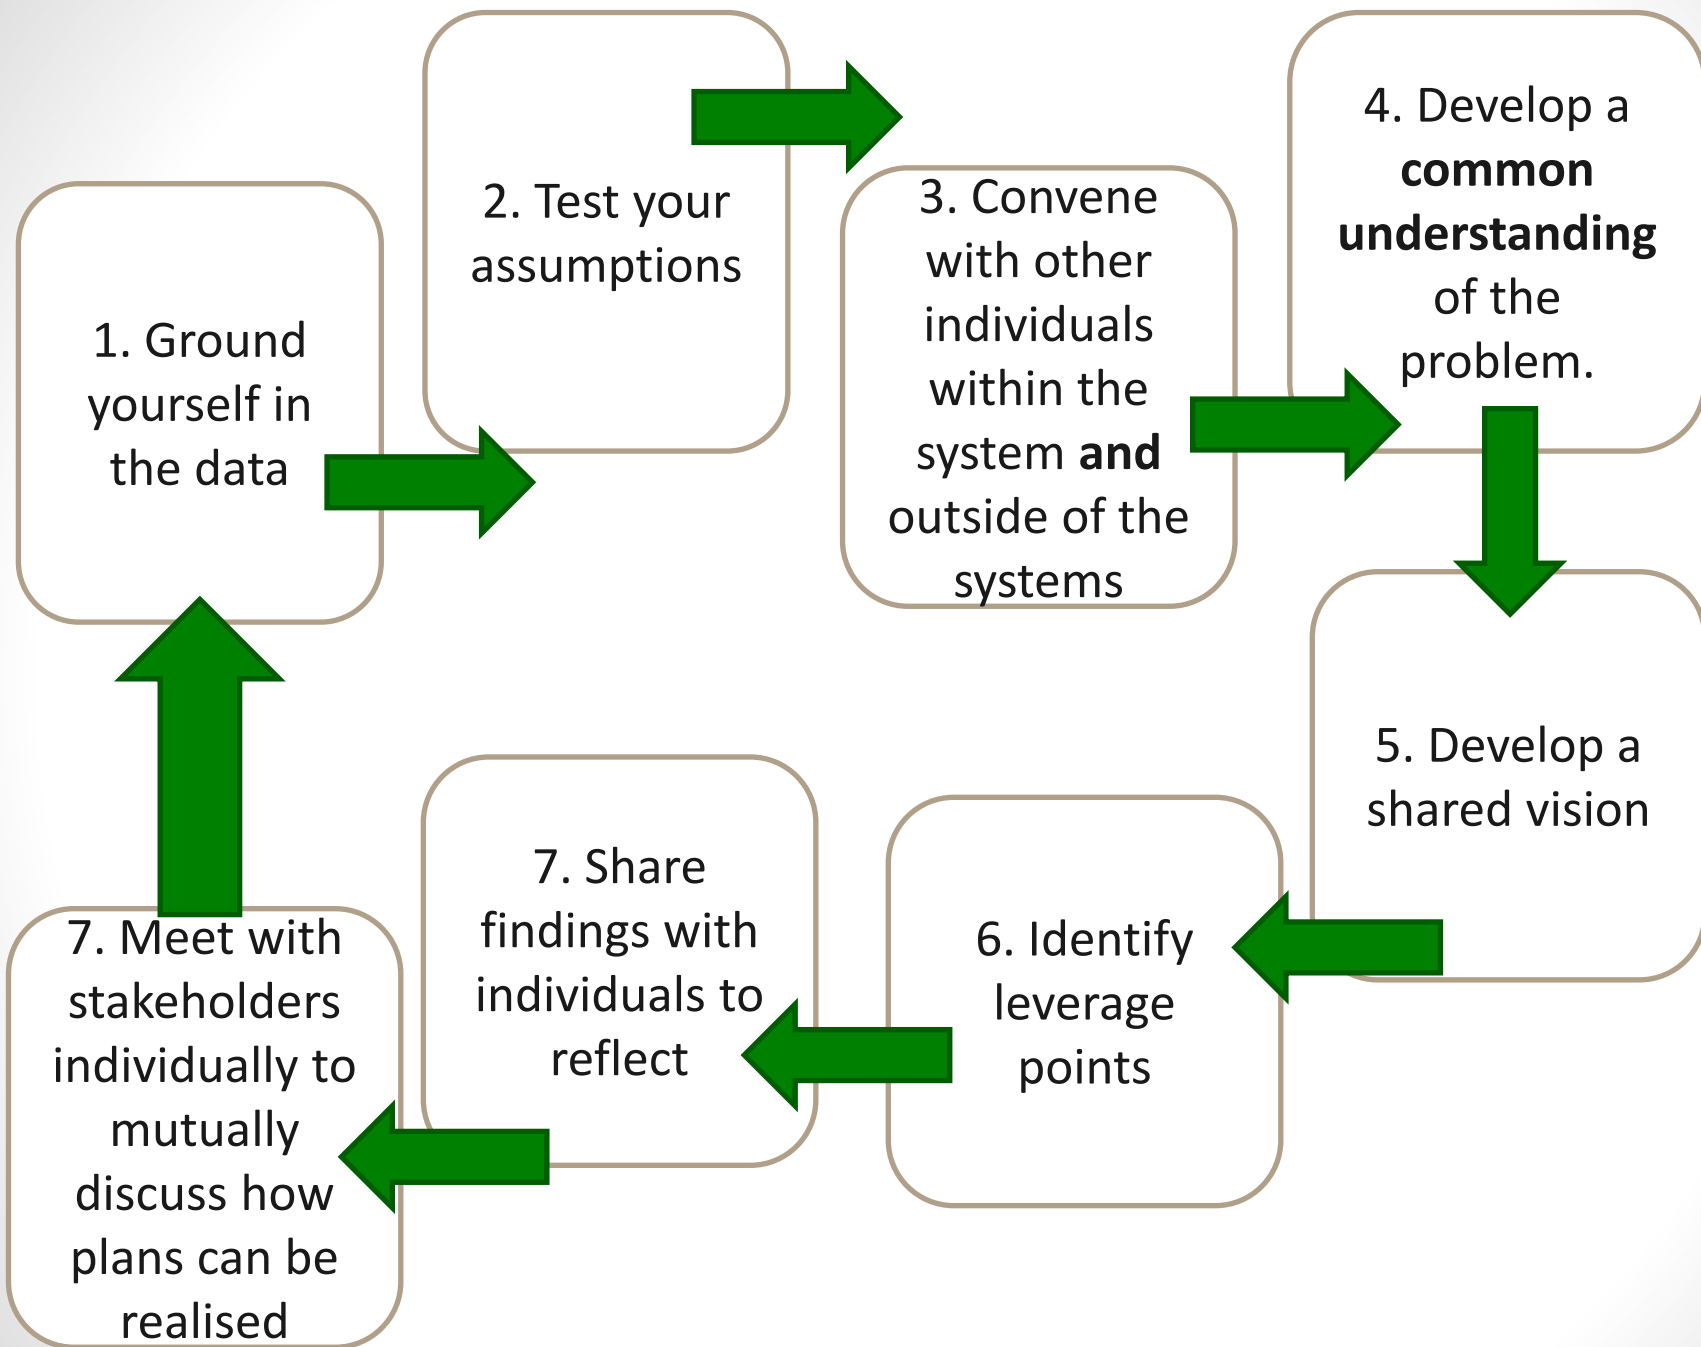 1. Ground
yourself in
the data
2. Test your
assumptions
3. Convene
with other
individuals
within the
system and
outside of the
systems
4. Develop a
common
understanding
of the
problem.
5. Develop a
shared vision
6. Identify
leverage
points
7. Share
findings with
individuals to
reflect
7. Meet with
stakeholders
individually to
mutually
discuss how
plans can be
realised